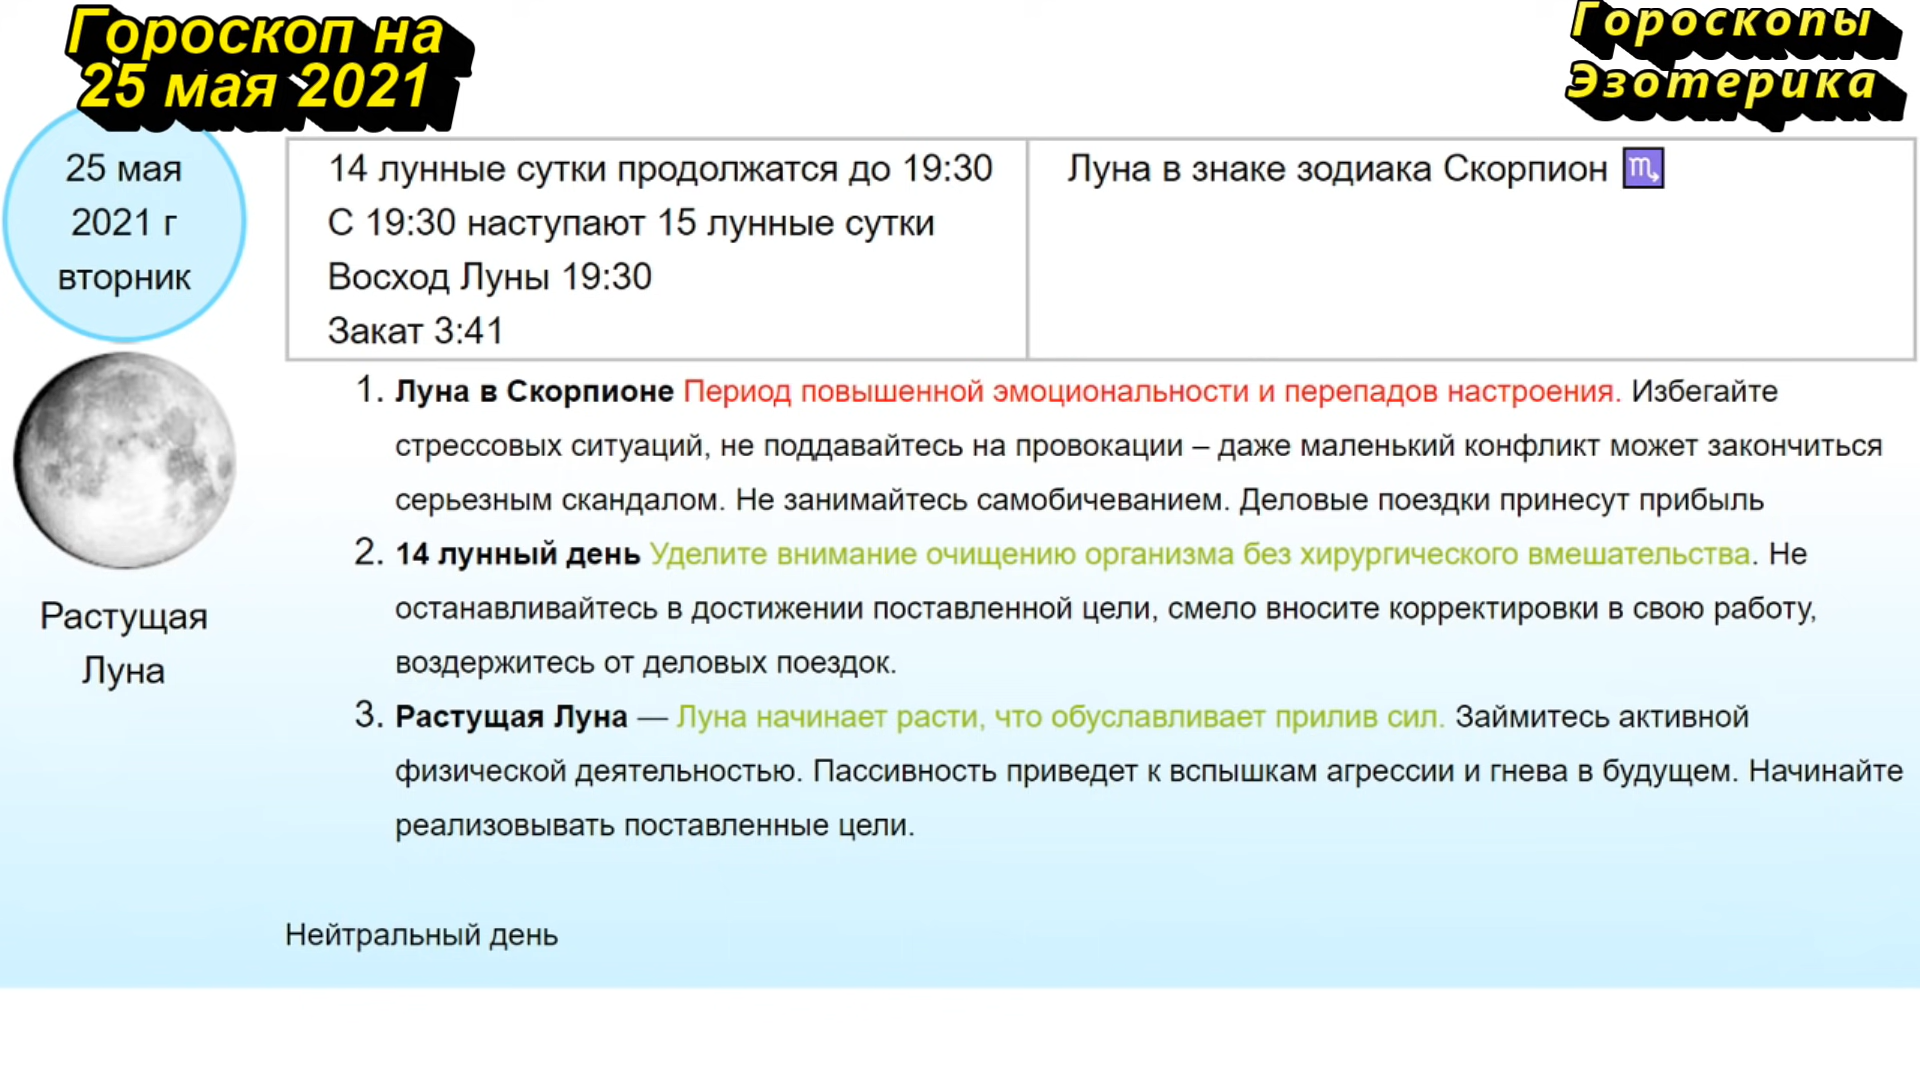 Гороскоп на
25 мая 2021
Гороскопы
Эзотерика
25 мая
2021 г
вторник
14 лунные сутки продолжатся до 19:30
С 19:30 наступают 15 лунные сутки
Восход Луны 19:30
Закат 3:41
Луна в знаке зодиака Скорпион ♏
Растущая
Луна
1. Луна в Скорпионе Период повышенной эмоциональности и перепадов настроения. Избегайте
стрессовых ситуаций, не поддавайтесь на провокации – даже маленький конфликт может закончиться
серьезным скандалом. Не занимайтесь самобичеванием. Деловые поездки принесут прибыль
2. 14 лунный день Уделите внимание очищению организма без хирургического вмешательства. Не
останавливайтесь в достижении поставленной цели, смело вносите корректировки в свою работу,
воздержитесь от деловых поездок.
3. Растущая Луна — Луна начинает расти, что обуславливает прилив сил. Займитесь активной
физической деятельностью. Пассивность приведет к вспышкам агрессии и гнева в будущем. Начинайте
реализовывать поставленные цели.
Нейтральный день